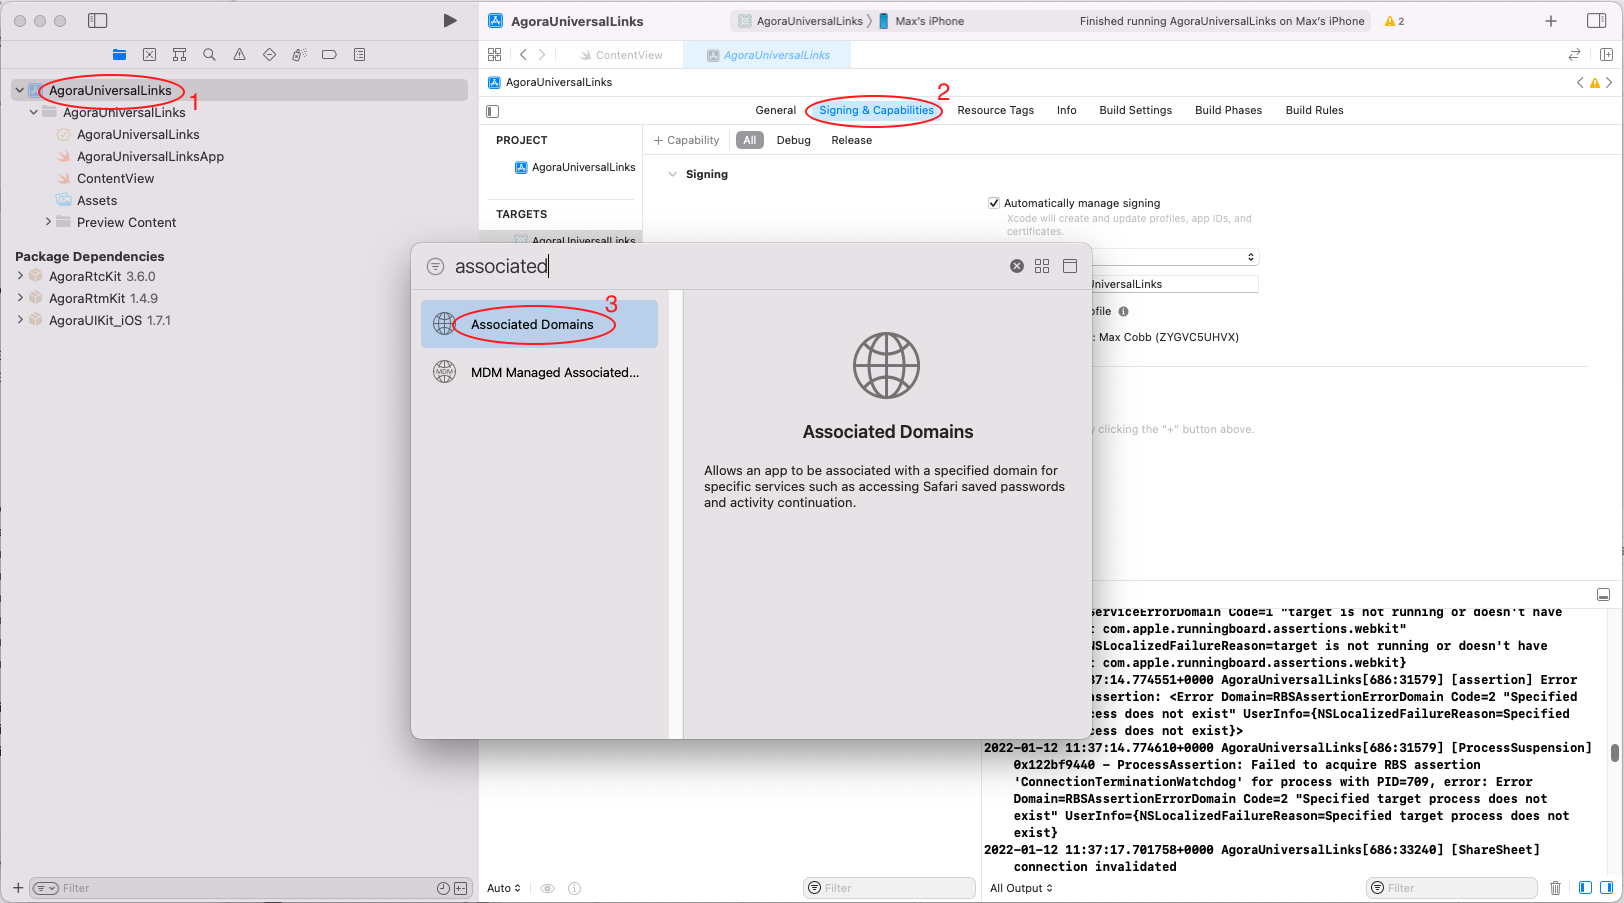 AgoraUniversalLinks
AgoraUniversalLinks
Max's iPhone
Finished running AgoraUniversalLinks on Max's iPhone
2
ContentView
AgoraUniversalLinks
AgoraUniversalLinks
1
AgoraUniversalLinks
AgoraUniversalLinks
AgoraUniversalLinksApp
ContentView
Assets
Preview Content
Package Dependencies
AgoraRtcKit 3.6.0
AgoraRtmKit 1.4.9
AgoraUIKit_iOS 1.7.1
Filter
AgoraUniversalLinks
2
General
Signing & Capabilities
Resource Tags
Info
Build Settings
Build Phases
Build Rules
PROJECT
AgoraUniversalLinks
TARGETS
AgoraUniversalLinks
+ Capability
All
Debug
Release
Signing
Automatically manage signing
Xcode will create and update profiles, app IDs, and
certificates.
niversalLinks
file
: Max Cobb (ZYGVC5UHVX)
clicking the "+" button above.
associated
3
Associated Domains
MDM
MDM Managed Associated...
Associated Domains
Allows an app to be associated with a specified domain for
specific services such as accessing Safari saved passwords
and activity continuation.
erviceErrorDomain Code=1 "target is not running or doesn't have
: com.apple.runningboard.assertions.webkit"
NSLocalizedFailureReason=target is not running or doesn't have
: com.apple.runningboard.assertions.webkit}
37:14.774551+0000 AgoraUniversalLinks[686:31579] [assertion] Error
assertion: <Error Domain=RBSAssertionErrorDomain Code=2 "Specified
cess does not exist" UserInfo={NSLocalizedFailureReason=Specified
cess does not exist}>
2022-01-12 11:37:14.774610+0000 AgoraUniversalLinks[686:31579] [ProcessSuspension]
0x122bf9440 - ProcessAssertion: Failed to acquire RBS assertion
'ConnectionTerminationWatchdog' for process with PID=709, error: Error
Domain=RBSAssertionErrorDomain Code=2 "Specified target process does not
exist" UserInfo={NSLocalizedFailureReason=Specified target process does not
exist}
2022-01-12 11:37:17.701758+0000 AgoraUniversalLinks[686:33240] [ShareSheet]
connection invalidated
Auto
Filter
All Output
Filter